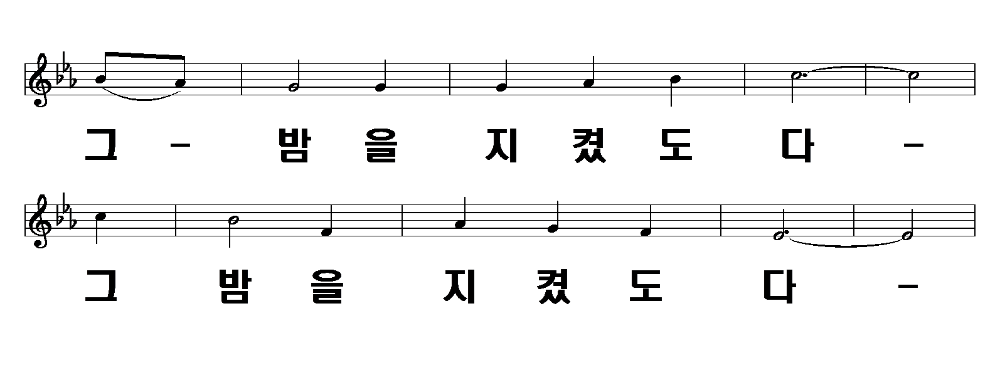 그 - 밤 을 지 켰 도 다 -
그 밤 을 지 켰 도 다 -